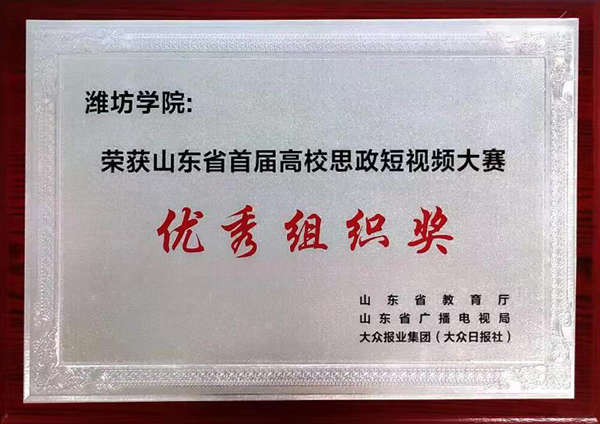 潍坊学院:
荣获山东省首届高校思政短视频大赛
优秀组织奖
山东省教育厅
山东省广播电视局
大众报业集团（大众日报社）